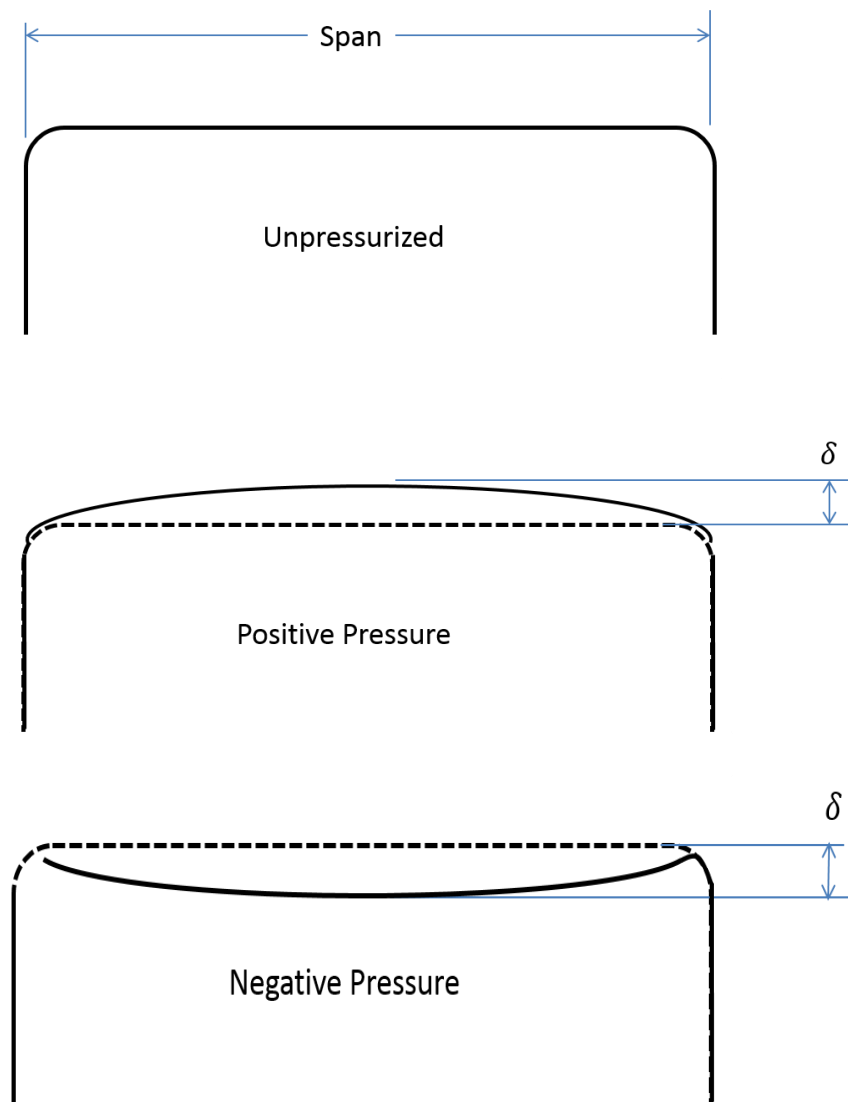 Span
Unpressurized
δ
Positive Pressure
δ
Negative Pressure